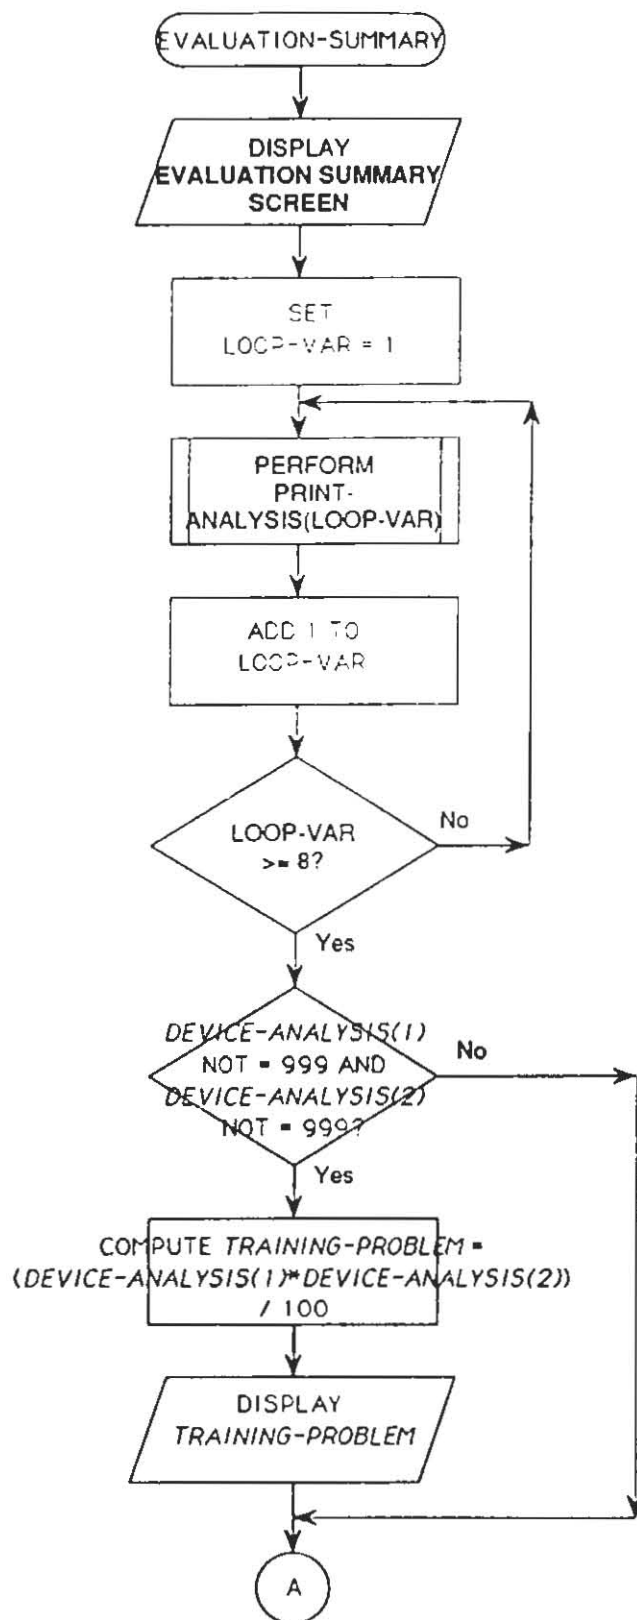 EVALUATION-SUMMARY
DISPLAY
EVALUATION SUMMARY
SCREEN
SET
LOOP-VAR = 1
PERFORM
PRINT-
ANALYSIS(LOOP-VAR)
ADD 1 TO
LOOP-VAR
LOOP-VAR
>= 8?
No
Yes
DEVICE-ANALYSIS(1)
NOT = 999 AND
DEVICE-ANALYSIS(2)
NOT = 999?
No
Yes
COMPUTE TRAINING-PROBLEM =
(DEVICE-ANALYSIS(1)*DEVICE-ANALYSIS(2))
/ 100
DISPLAY
TRAINING-PROBLEM
A